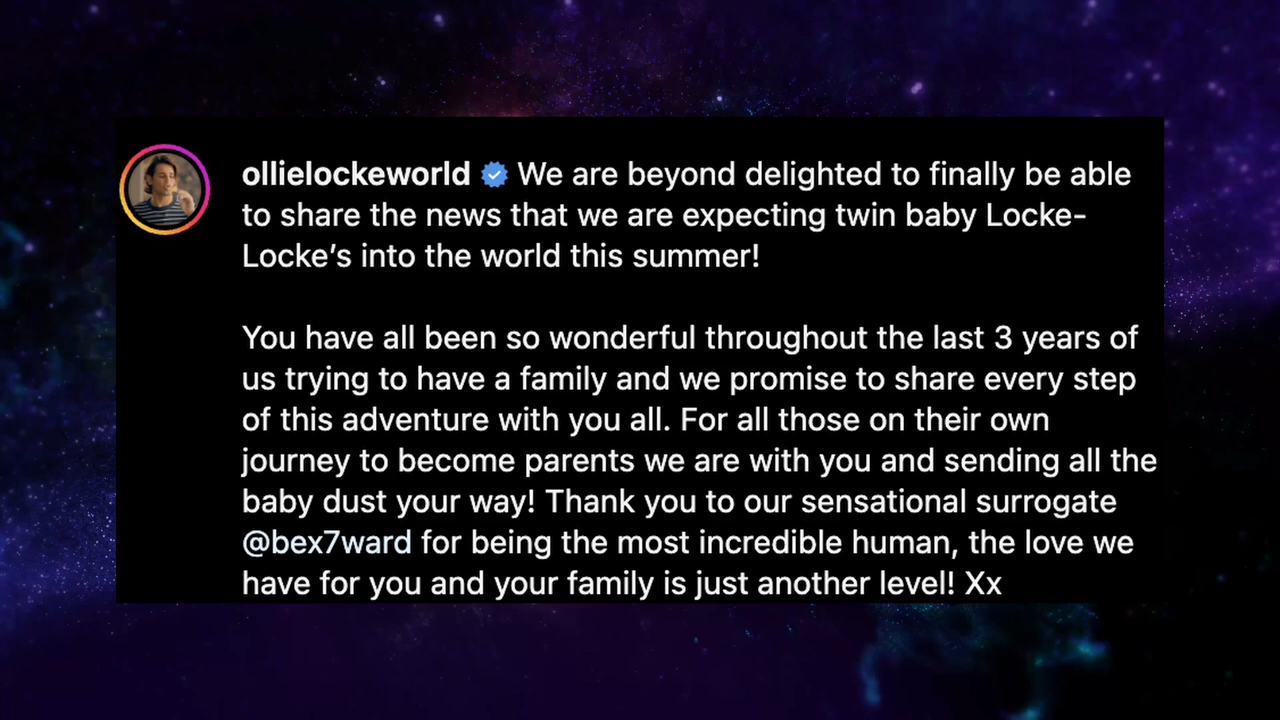 ollielockeworld We are beyond delighted to finally be able
to share the news that we are expecting twin baby Locke-
Locke’s into the world this summer!
You have all been so wonderful throughout the last 3 years of
us trying to have a family and we promise to share every step
of this adventure with you all. For all those on their own
journey to become parents we are with you and sending all the
baby dust your way! Thank you to our sensational surrogate
@bex7ward for being the most incredible human, the love we
have for you and your family is just another level! Xx